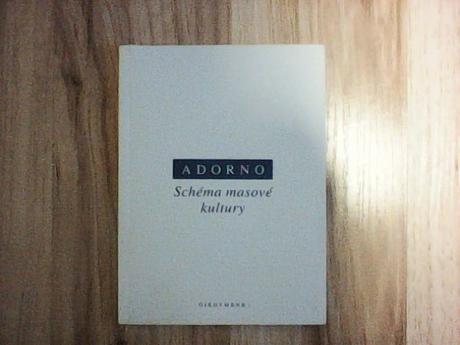 ADORNO
Schéma masové
kultury
OIKOYMENH